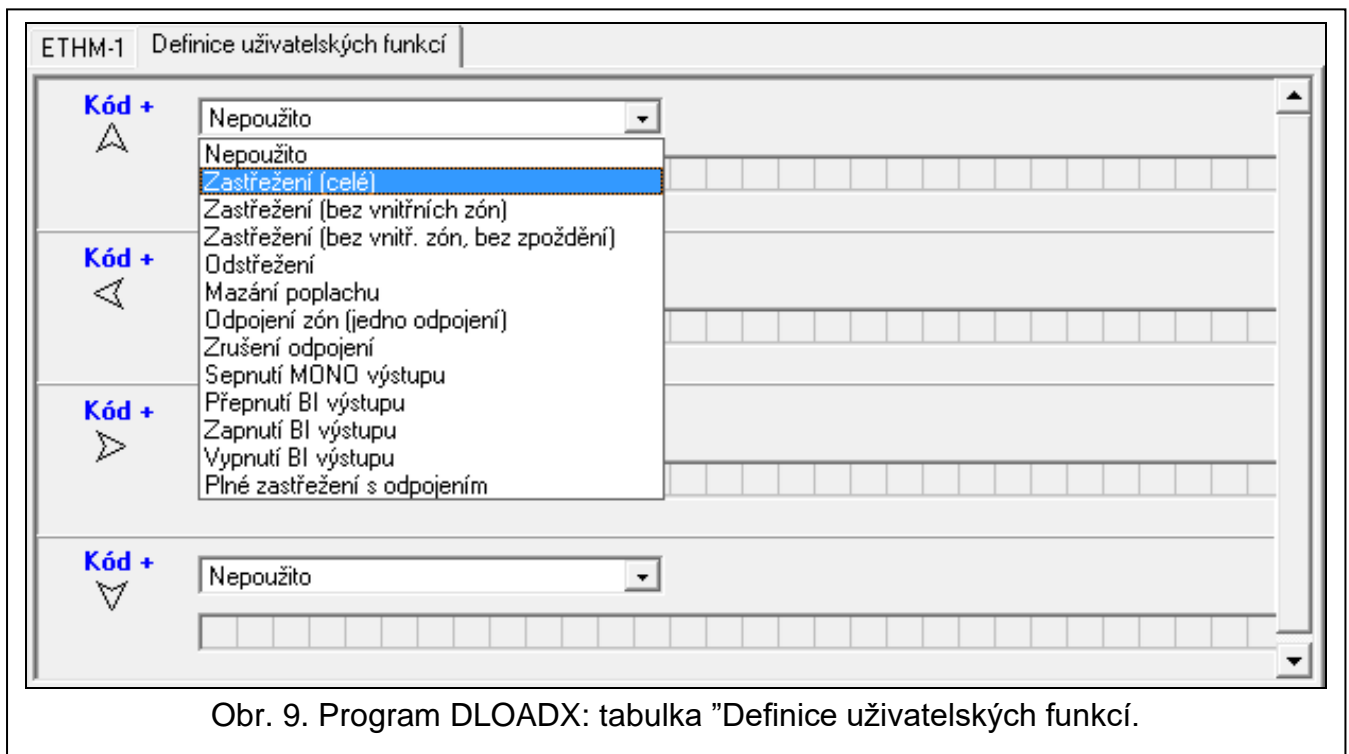 ETHM-1 Definice uživatelských funkcí
Kód +
Nepoužito
Nepoužito
Zastřežení (celé)
Zastřežení (bez vnitřních zón)
Zastřežení (bez vnitř. zón, bez zpoždění)
Kód +
Odstřežení
Mazání poplachu
Odpojení zón (jedno odpojení)
Zrušení odpojení
Sepnutí MONO výstupu
Kód +
Přepnutí BI výstupu
Zapnutí BI výstupu
Vypnutí BI výstupu
Plné zastřežení s odpojením
Kód +
Nepoužito
Obr. 9. Program DLOADX: tabulka ”Definice uživatelských funkcí.